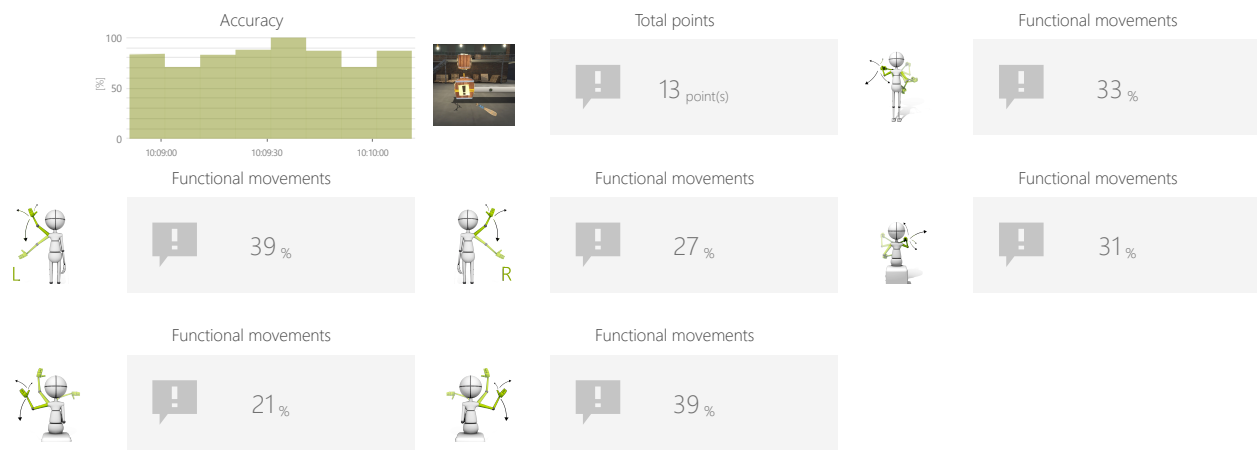 Accuracy
100
[%]
50
0
10:09:00
10:09:30
10:10:00
Total points
13 point(s)
Functional movements
33 %
Functional movements
L
39 %
Functional movements
R
27 %
Functional movements
31 %
Functional movements
21 %
Functional movements
39 %